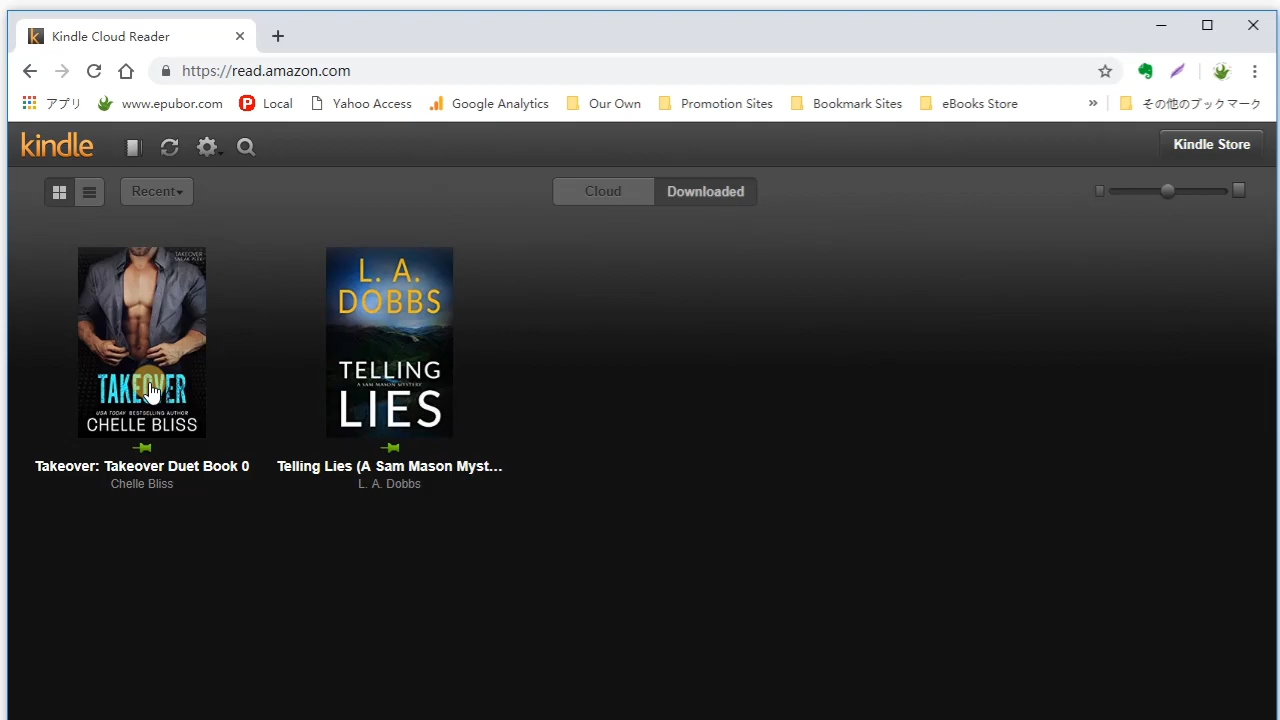 Kindle Cloud Reader
https://read.amazon.com
アプリ
www.epubor.com
Local
Yahoo Access
Google Analytics
Our Own
Promotion Sites
Bookmark Sites
eBooks Store
»
その他のブックマーク
kindle
Kindle Store
Recent
Cloud
Downloaded
TAKEOVER
USA TODAY BESTSELLING AUTHOR
CHELLE BLISS
Takeover: Takeover Duet Book 0
Chelle Bliss
L. A.
DOBBS
TELLING
A SAM MASON MYSTERY
LIES
Telling Lies (A Sam Mason Myst...
L. A. Dobbs